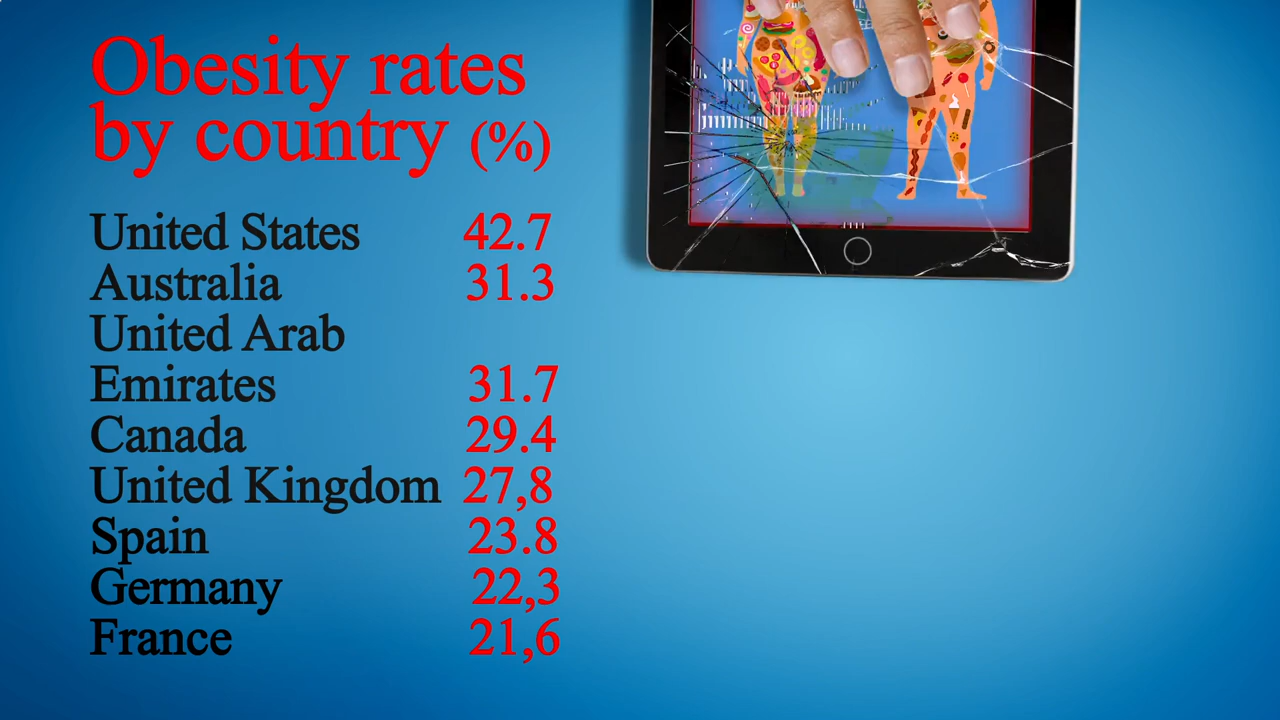 Obesity rates
by country (%)
United States 42.7
Australia 31.3
United Arab
Emirates 31.7
Canada 29.4
United Kingdom 27,8
Spain 23.8
Germany 22,3
France 21,6